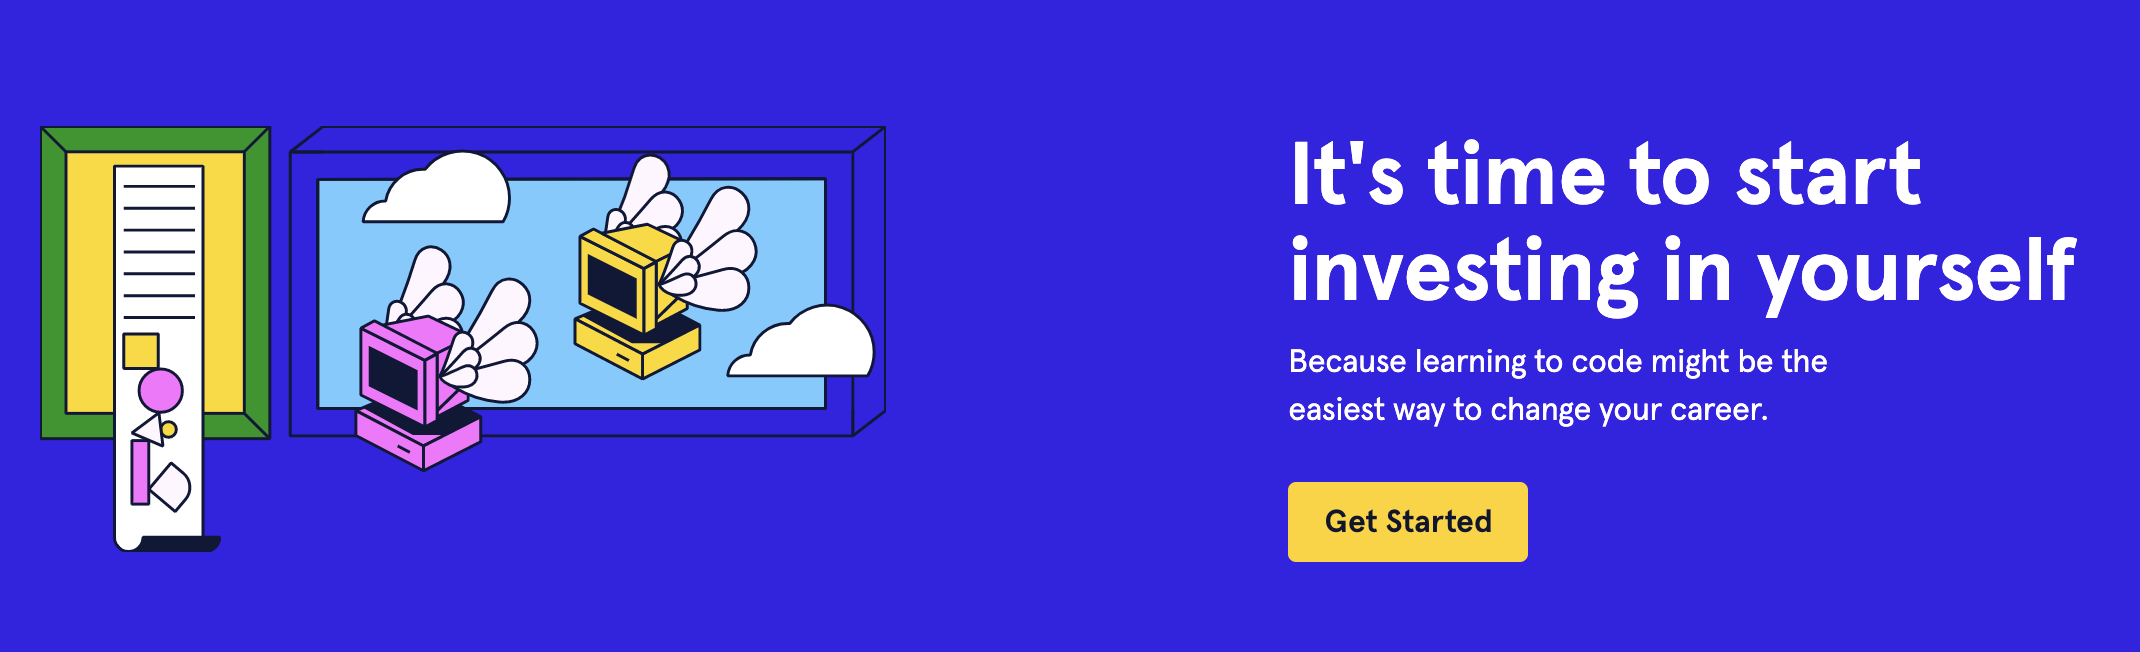 It's time to start
investing in yourself
Because learning to code might be the
easiest way to change your career.
Get Started